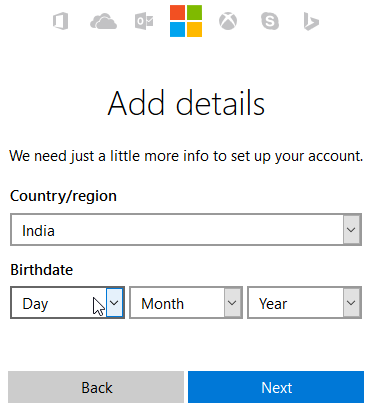 Add details
We need just a little more info to set up your account.
Country/region
India
Birthdate
Day Month Year
Back Next